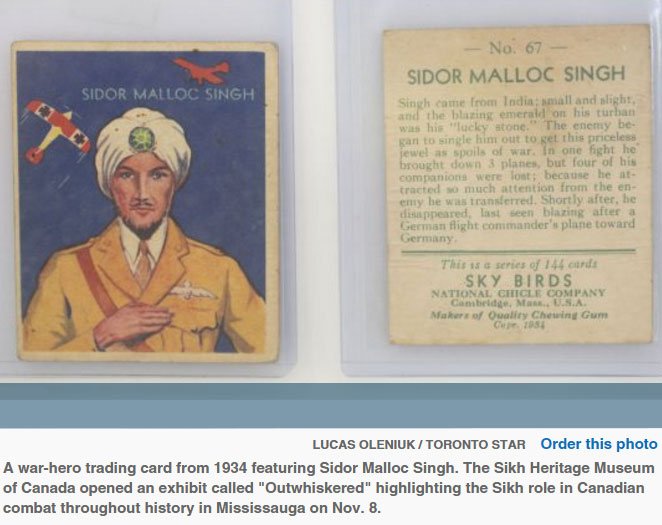 SIDOR MALLOC SINGH
— No. 67 —
SIDOR MALLOC SINGH
Singh came from India; small and slight,
and the blazing emerald on his turban
was his "lucky stone." The enemy be-
gan to single him out to get this priceless
jewel as spoils of war. In one fight he
brought down 3 planes, but four of his
companions were lost; because he at-
tracted so much attention from the en-
emy he was transferred. Shortly after, he
disappeared, last seen blazing after a
German flight commander's plane toward
Germany.
This is a series of 144 cards
SKY BIRDS
NATIONAL CHICLE COMPANY
Cambridge, Mass., U.S.A.
Makers of Quality Chewing Gum
Copr. 1934
LUCAS OLENIUK / TORONTO STAR Order this photo
A war-hero trading card from 1934 featuring Sidor Malloc Singh. The Sikh Heritage Museum
of Canada opened an exhibit called "Outwhiskered" highlighting the Sikh role in Canadian
combat throughout history in Mississauga on Nov. 8.